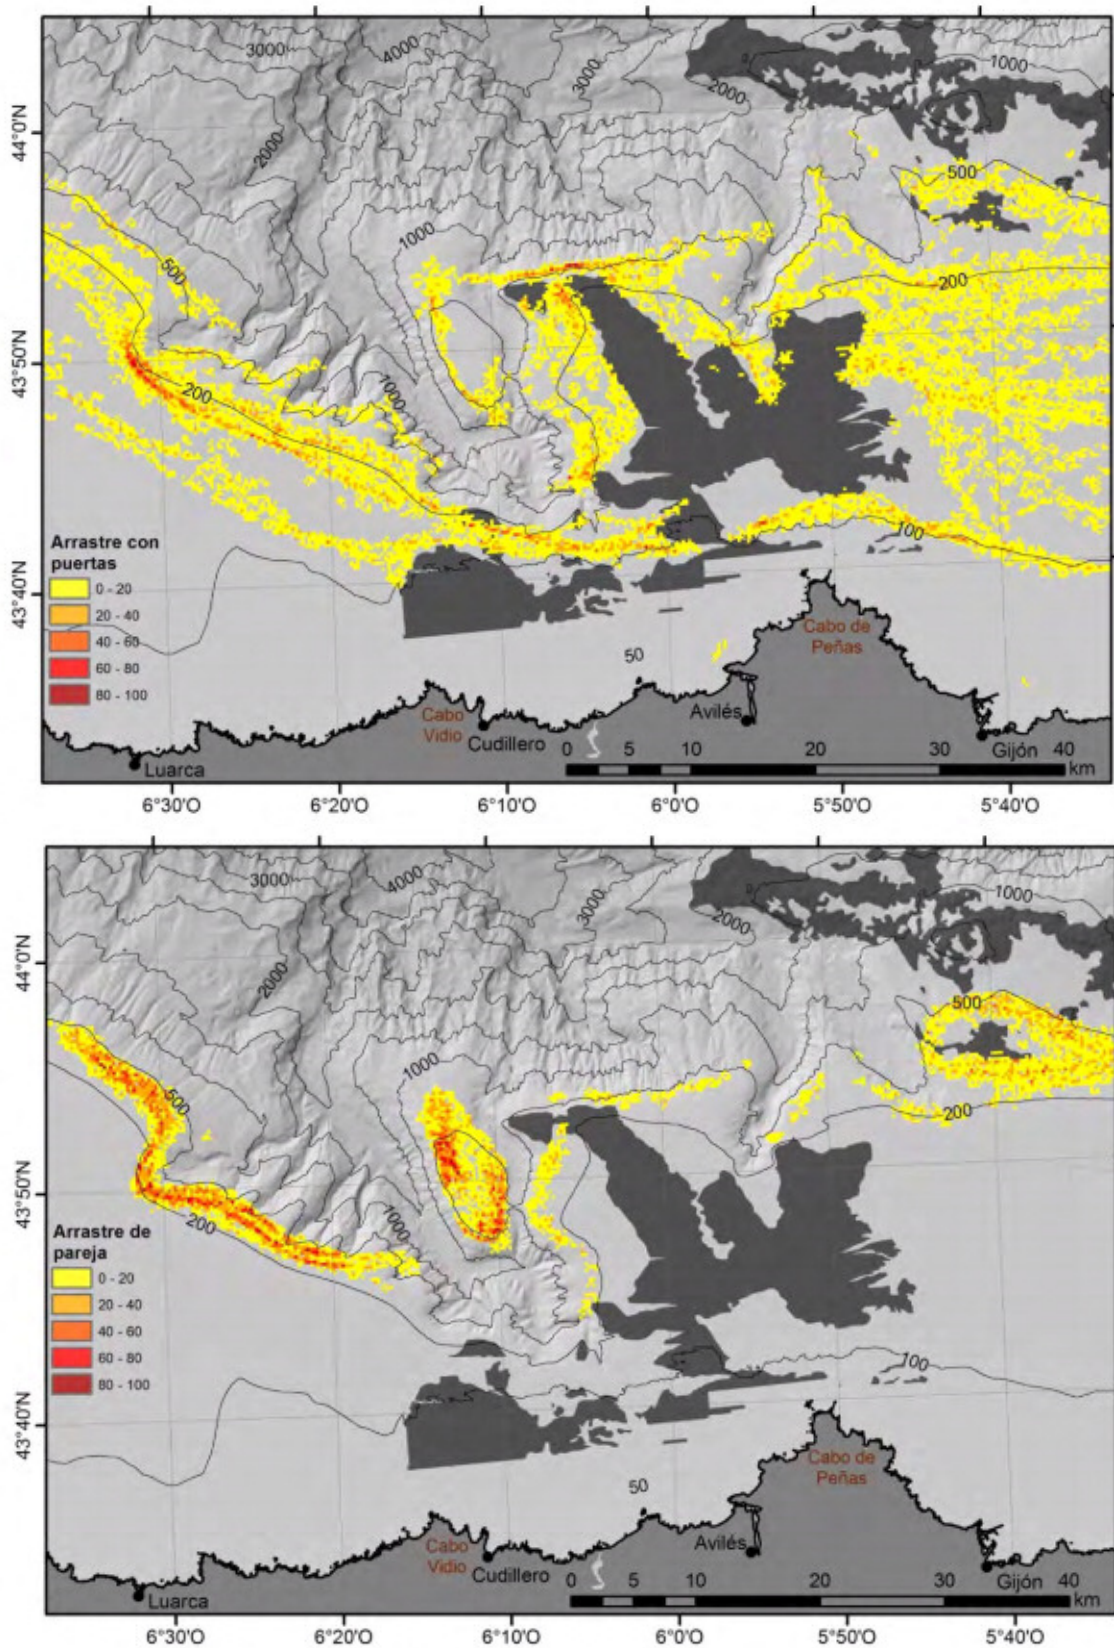 3000
4000
3000
2000
1000
2000
44°0'N
500
1000
500
200
43°50'N
200
1000
100
Arrastre con
puertas
0 - 20
20 - 40
40 - 60
60 - 80
80 - 100
43°40'N
Cabo de
Peñas
50
Avilés
Cabo
Vidio
Cudillero
Luarca
Gijón
0 5 10 20 30 40
km
6°30'O 6°20'O 6°10'O 6°0'O 5°50'O 5°40'O
3000
4000
3000
2000
1000
2000
44°0'N
500
1000
500
200
43°50'N
200
1000
Arrastre de
pareja
0 - 20
20 - 40
40 - 60
60 - 80
80 - 100
100
43°40'N
Cabo de
Peñas
50
Avilés
Cabo
Vidio
Cudillero
Luarca
Gijón
0 5 10 20 30 40
km
6°30'O 6°20'O 6°10'O 6°0'O 5°50'O 5°40'O